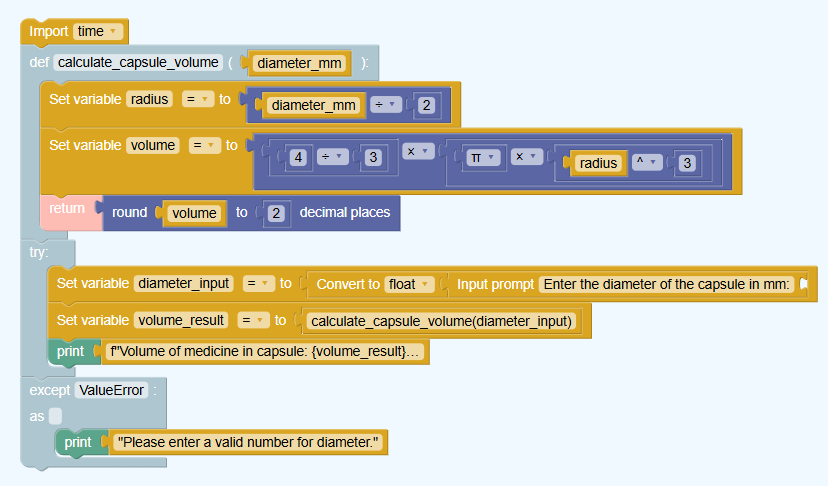 Import time
def calculate_capsule_volume ( diameter_mm ):
Set variable radius = to diameter_mm ÷ 2
Set variable volume = to 4 ÷ 3 × π × radius ^ 3
return round volume to 2 decimal places
try:
Set variable diameter_input = to Convert to float Input prompt Enter the diameter of the capsule in mm:
Set variable volume_result = to calculate_capsule_volume(diameter_input)
print f"Volume of medicine in capsule: {volume_result}...
except ValueError :
as
print "Please enter a valid number for diameter."